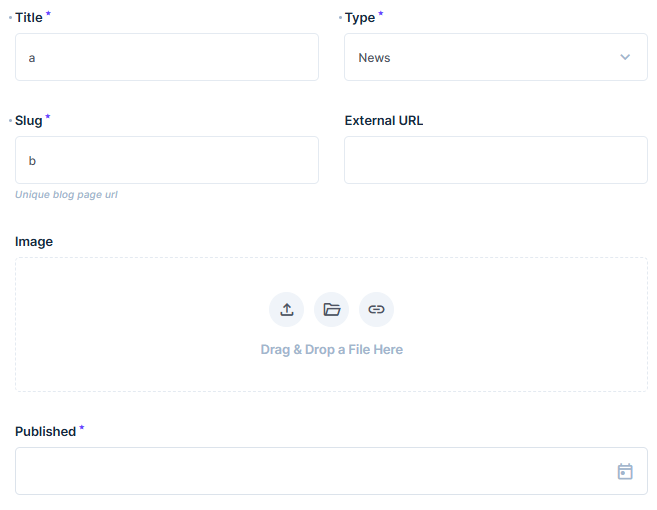 Title *
Type *
a
News
Slug *
External URL
b
Unique blog page url
Image
Drag & Drop a File Here
Published *